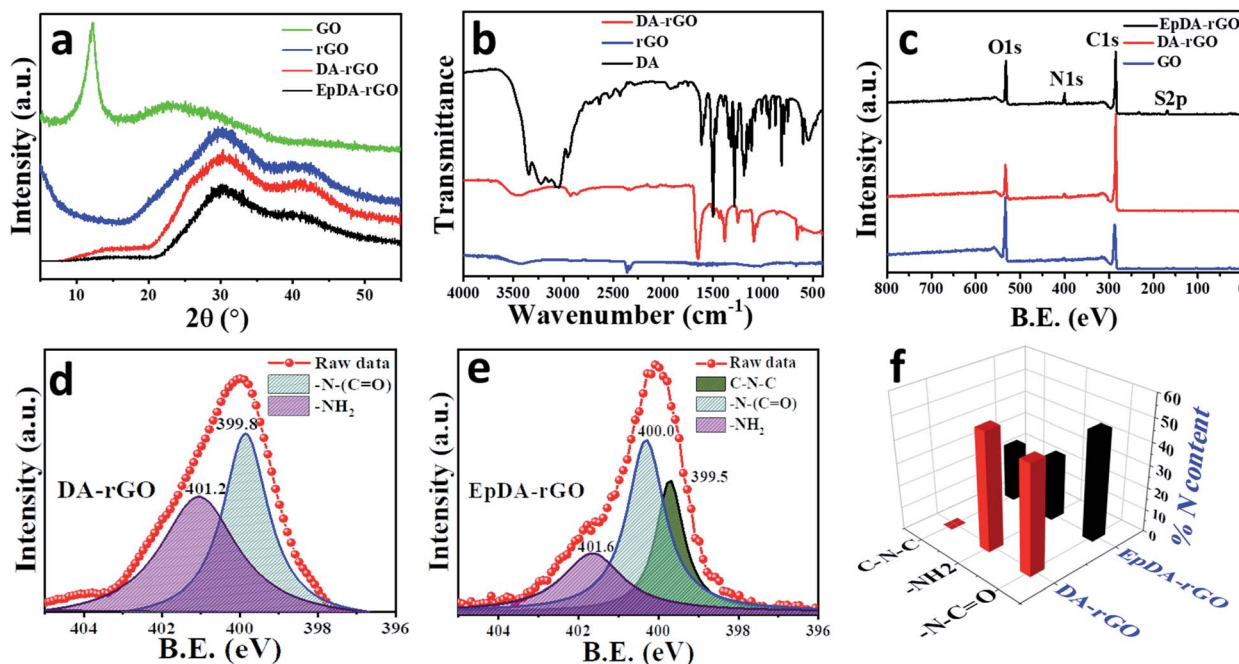 a
GO
rGO
DA-rGO
EpDA-rGO
Intensity (a.u.)
10 20 30 40 50
2θ (°)
b
DA-rGO
rGO
DA
Transmittance
4000 3500 3000 2500 2000 1500 1000 500
Wavenumber (cm⁻¹)
c
EpDA-rGO
DA-rGO
GO
O1s
N1s
C1s
S2p
Intensity (a.u.)
800 700 600 500 400 300 200 100 0
B.E. (eV)
d
Raw data
-N-(C=O)
-NH₂
399.8
401.2
DA-rGO
Intensity (a.u.)
404 402 400 398 396
B.E. (eV)
e
Raw data
C-N-C
-N-(C=O)
-NH₂
400.0
399.5
401.6
EpDA-rGO
Intensity (a.u.)
404 402 400 398 396
B.E. (eV)
f
60
50
40
30
20
10
0
% N content
C-N-C
-NH2
-N-C=O
DA-rGO
EpDA-rGO